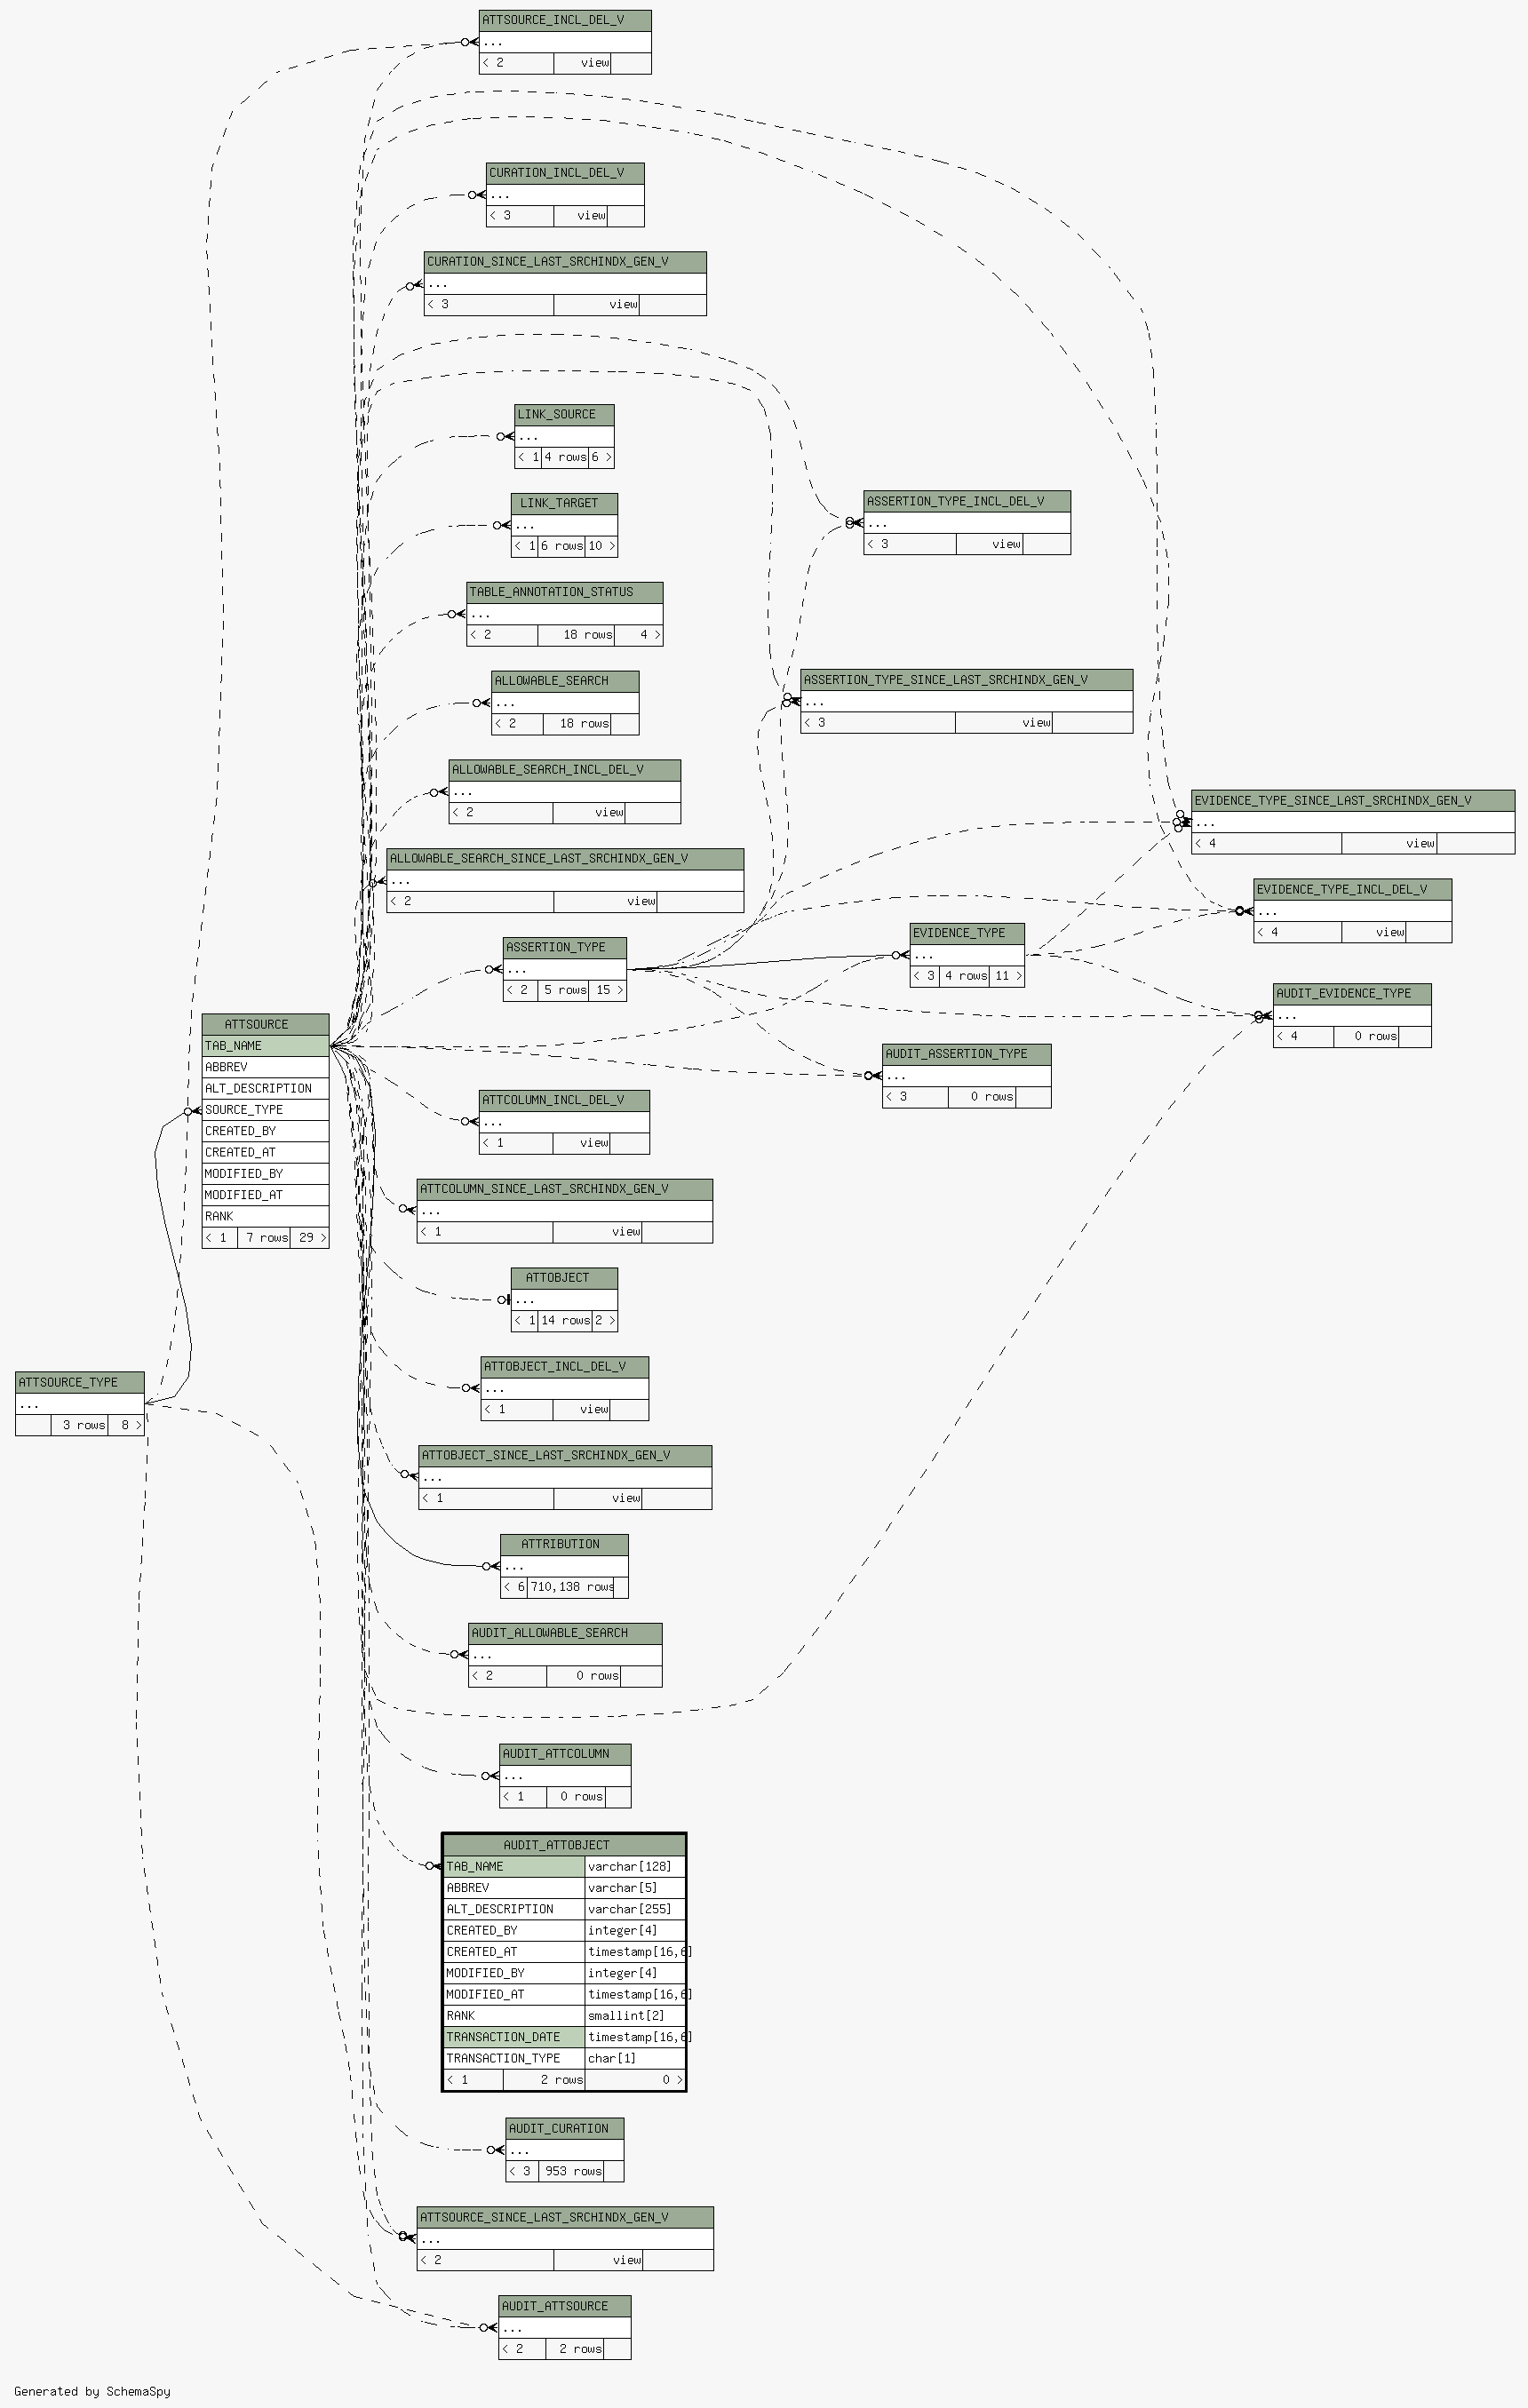 ATTSOURCE_INCL_DEL_V
...
< 2 view
CURATION_INCL_DEL_V
...
< 3 view
CURATION_SINCE_LAST_SRCHINDX_GEN_V
...
< 3 view
LINK_SOURCE
...
< 1 4 rows 6 >
LINK_TARGET
...
< 1 6 rows 10 >
ASSERTION_TYPE_INCL_DEL_V
...
< 3 view
TABLE_ANNOTATION_STATUS
...
< 2 18 rows 4 >
ALLOWABLE_SEARCH
...
< 2 18 rows
ASSERTION_TYPE_SINCE_LAST_SRCHINDX_GEN_V
...
< 3 view
ALLOWABLE_SEARCH_INCL_DEL_V
...
< 2 view
EVIDENCE_TYPE_SINCE_LAST_SRCHINDX_GEN_V
...
< 4 view
ALLOWABLE_SEARCH_SINCE_LAST_SRCHINDX_GEN_V
...
< 2 view
EVIDENCE_TYPE_INCL_DEL_V
...
< 4 view
ASSERTION_TYPE
...
< 2 5 rows 15 >
EVIDENCE_TYPE
...
< 3 4 rows 11 >
AUDIT_EVIDENCE_TYPE
...
< 4 0 rows
ATTSOURCE
TAB_NAME
ABBREV
ALT_DESCRIPTION
SOURCE_TYPE
CREATED_BY
CREATED_AT
MODIFIED_BY
MODIFIED_AT
RANK
< 1 7 rows 29 >
AUDIT_ASSERTION_TYPE
...
< 3 0 rows
ATTCOLUMN_INCL_DEL_V
...
< 1 view
ATTCOLUMN_SINCE_LAST_SRCHINDX_GEN_V
...
< 1 view
ATTOBJECT
...
< 1 14 rows 2 >
ATTOBJECT_INCL_DEL_V
...
< 1 view
ATTSOURCE_TYPE
...
3 rows 8 >
ATTOBJECT_SINCE_LAST_SRCHINDX_GEN_V
...
< 1 view
ATTRIBUTION
...
< 6 710,138 rows
AUDIT_ALLOWABLE_SEARCH
...
< 2 0 rows
AUDIT_ATTCOLUMN
...
< 1 0 rows
AUDIT_ATTOBJECT
TAB_NAME varchar[128]
ABBREV varchar[5]
ALT_DESCRIPTION varchar[255]
CREATED_BY integer[4]
CREATED_AT timestamp[16,6]
MODIFIED_BY integer[4]
MODIFIED_AT timestamp[16,6]
RANK smallint[2]
TRANSACTION_DATE timestamp[16,6]
TRANSACTION_TYPE char[1]
< 1 2 rows 0 >
AUDIT_CURATION
...
< 3 953 rows
ATTSOURCE_SINCE_LAST_SRCHINDX_GEN_V
...
< 2 view
AUDIT_ATTSOURCE
...
< 2 2 rows
Generated by SchemaSpy